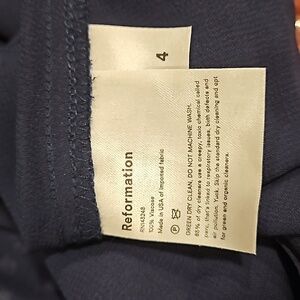 4
Reformation
RN145248
100% Viscose
Made in USA of imported fabric
P
GREEN DRY CLEAN, DO NOT MACHINE WASH.
85% of dry cleaners use a creepy, toxic chemical called
perc, that's linked to respiratory issues, birth defects and
air pollution. Yuck. Skip the standard dry cleaning and opt
for green and organic cleaners.